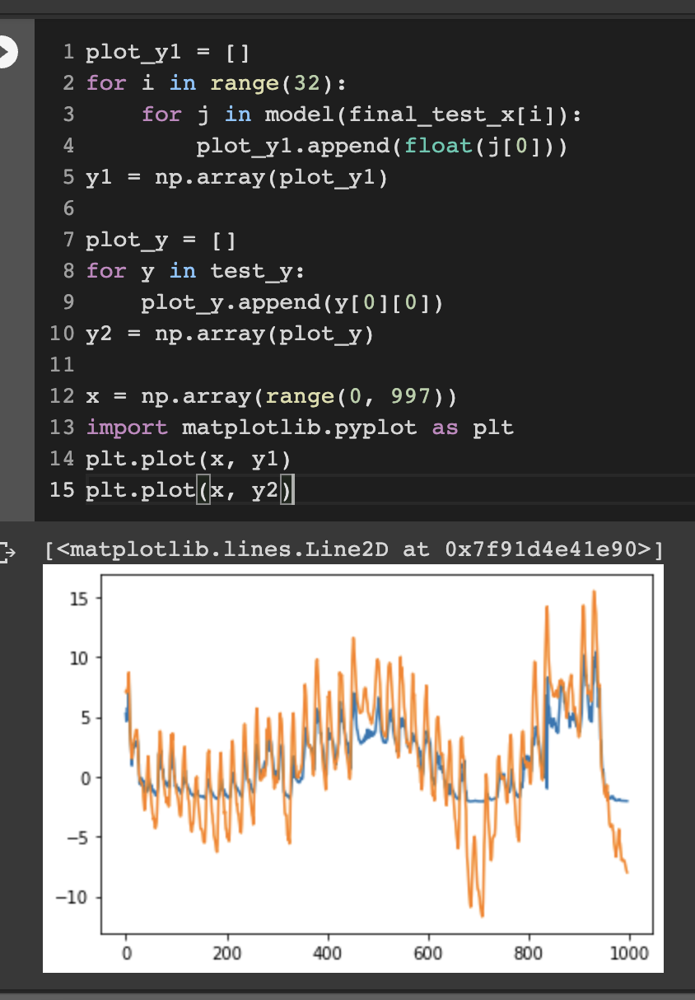 1 plot_y1 = []
2 for i in range(32):
3     for j in model(final_test_x[i]):
4         plot_y1.append(float(j[0]))
5 y1 = np.array(plot_y1)
6
7 plot_y = []
8 for y in test_y:
9     plot_y.append(y[0][0])
10 y2 = np.array(plot_y)
11
12 x = np.array(range(0, 997))
13 import matplotlib.pyplot as plt
14 plt.plot(x, y1)
15 plt.plot(x, y2)
[<matplotlib.lines.Line2D at 0x7f91d4e41e90>]
15
10
5
0
−5
−10
0 200 400 600 800 1000